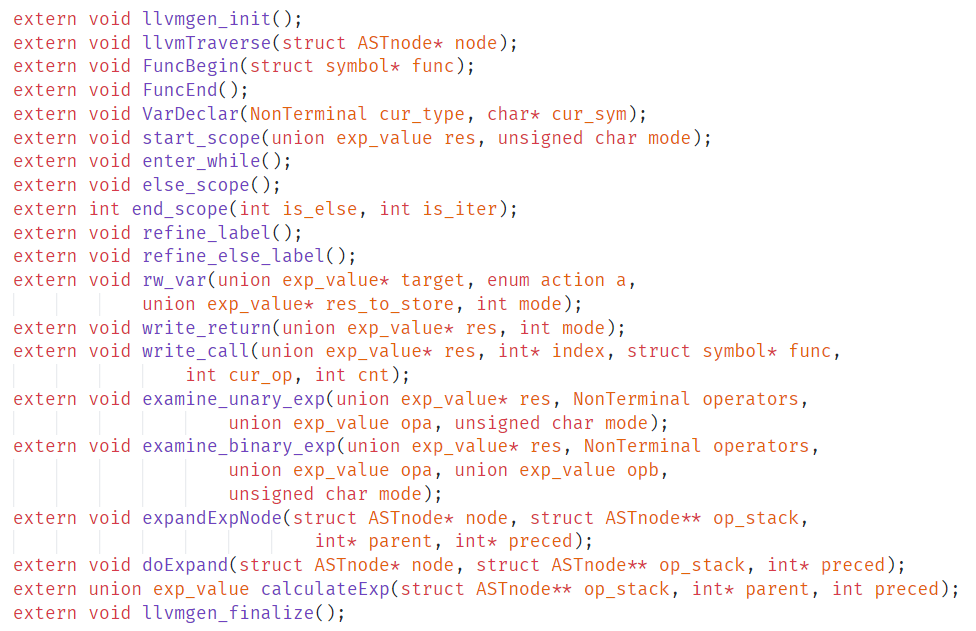 extern void llvmgen_init();
extern void llvmTraverse(struct ASTnode* node);
extern void FuncBegin(struct symbol* func);
extern void FuncEnd();
extern void VarDeclar(NonTerminal cur_type, char* cur_sym);
extern void start_scope(union exp_value res, unsigned char mode);
extern void enter_while();
extern void else_scope();
extern int end_scope(int is_else, int is_iter);
extern void refine_label();
extern void refine_else_label();
extern void rw_var(union exp_value* target, enum action a,
union exp_value* res_to_store, int mode);
extern void write_return(union exp_value* res, int mode);
extern void write_call(union exp_value* res, int* index, struct symbol* func,
int cur_op, int cnt);
extern void examine_unary_exp(union exp_value* res, NonTerminal operators,
union exp_value opa, unsigned char mode);
extern void examine_binary_exp(union exp_value* res, NonTerminal operators,
union exp_value opa, union exp_value opb,
unsigned char mode);
extern void expandExpNode(struct ASTnode* node, struct ASTnode** op_stack,
int* parent, int* preced);
extern void doExpand(struct ASTnode* node, struct ASTnode** op_stack, int* preced);
extern union exp_value calculateExp(struct ASTnode** op_stack, int* parent, int preced);
extern void llvmgen_finalize();